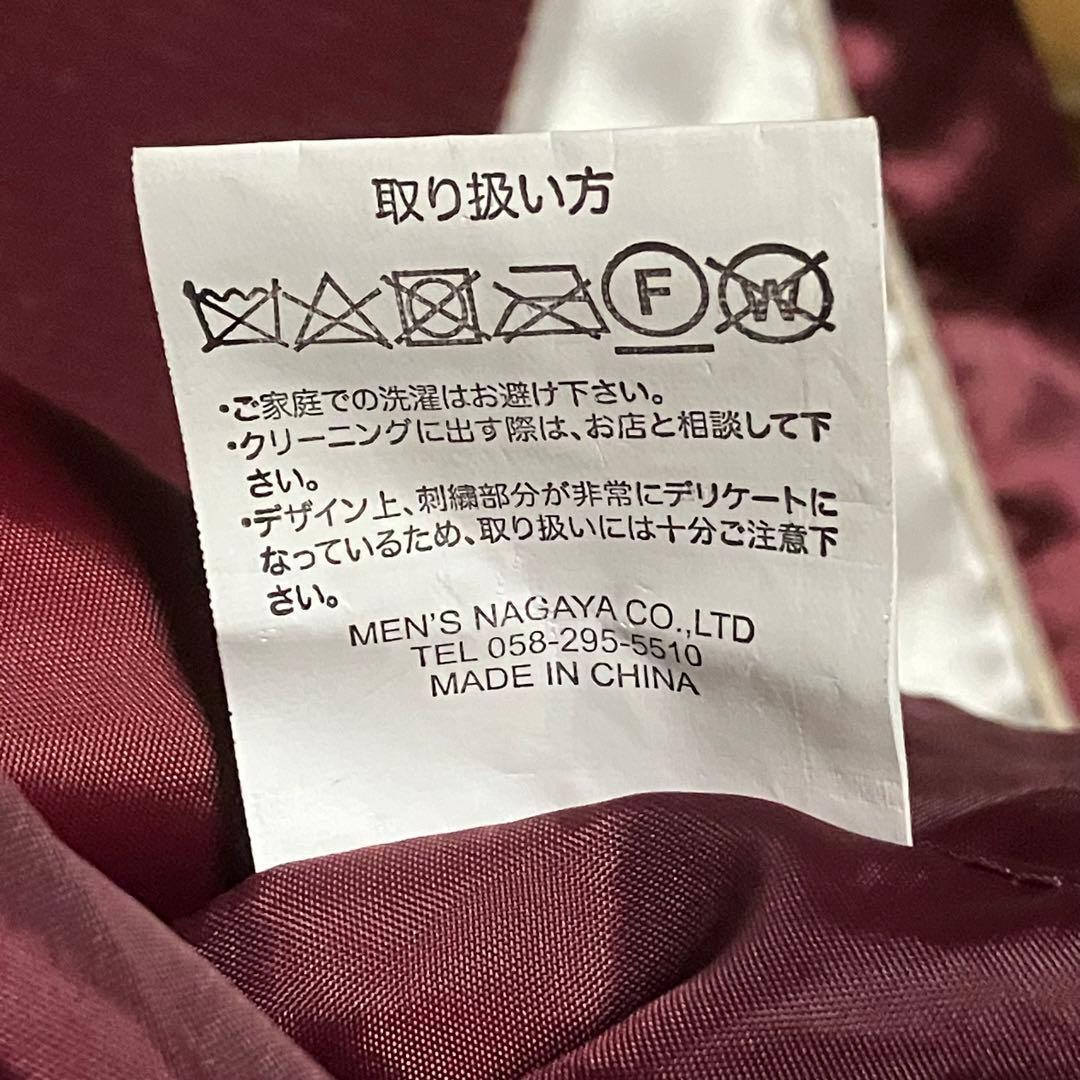 取り扱い方
F W
・ご家庭での洗濯はお避け下さい。
・クリーニングに出す際は、お店と相談して下
さい。
・デザイン上、刺繍部分が非常にデリケートに
なっているため、取り扱いには十分ご注意下
さい。
MEN'S NAGAYA CO.,LTD
TEL 058-295-5510
MADE IN CHINA